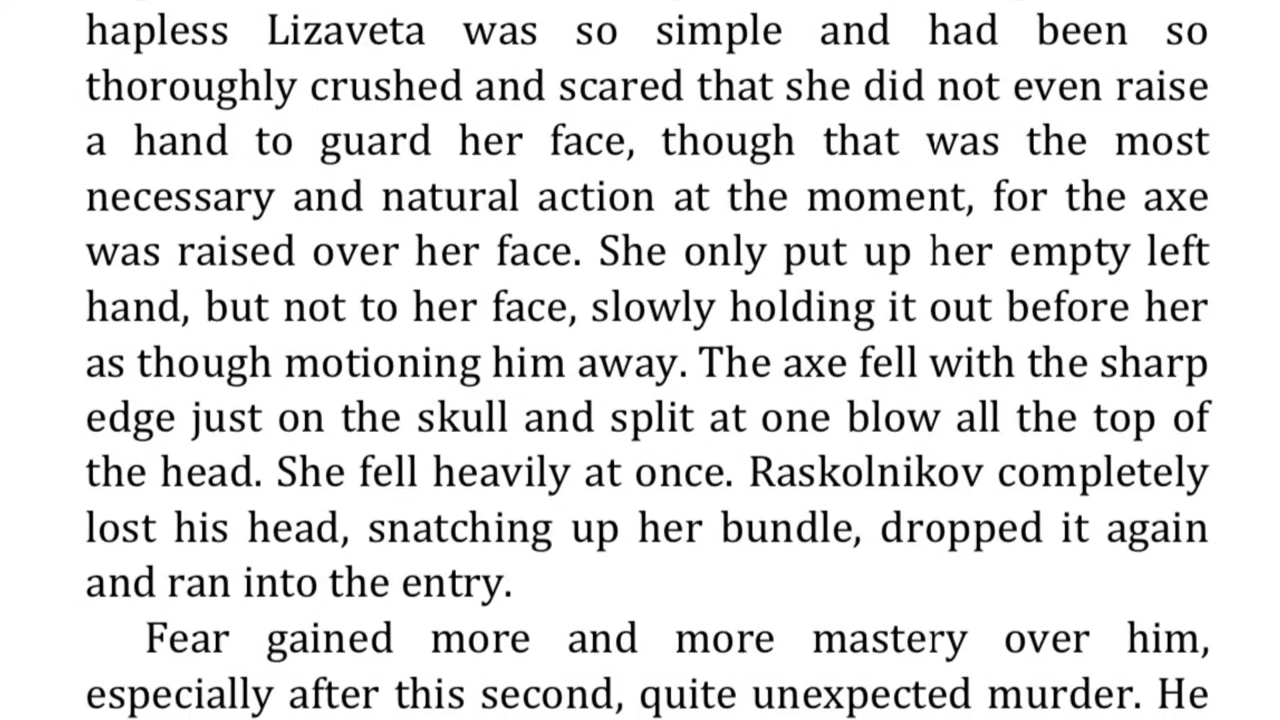 hapless Lizaveta was so simple and had been so
thoroughly crushed and scared that she did not even raise
a hand to guard her face, though that was the most
necessary and natural action at the moment, for the axe
was raised over her face. She only put up her empty left
hand, but not to her face, slowly holding it out before her
as though motioning him away. The axe fell with the sharp
edge just on the skull and split at one blow all the top of
the head. She fell heavily at once. Raskolnikov completely
lost his head, snatching up her bundle, dropped it again
and ran into the entry.
Fear gained more and more mastery over him,
especially after this second, quite unexpected murder. He